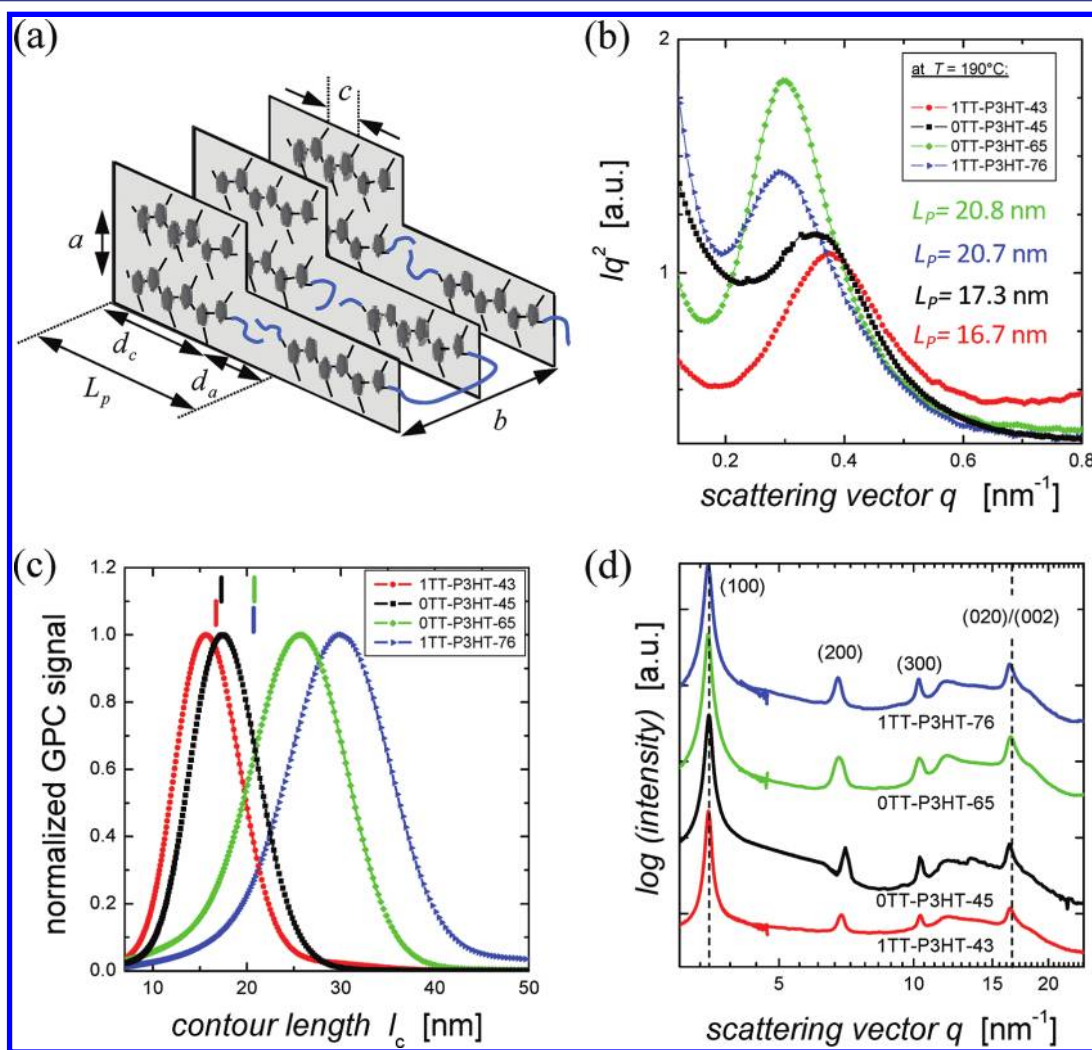 (a)
c
a
d_c
d_a
L_p
b
(b)
Iq² [a.u.]
2
1
at T = 190°C:
1TT-P3HT-43
0TT-P3HT-45
0TT-P3HT-65
1TT-P3HT-76
L_P= 20.8 nm
L_P= 20.7 nm
L_P= 17.3 nm
L_P= 16.7 nm
0.2 0.4 0.6 0.8
scattering vector q [nm⁻¹]
(c)
normalized GPC signal
1.2
1.0
0.8
0.6
0.4
0.2
0.0
1TT-P3HT-43
0TT-P3HT-45
0TT-P3HT-65
1TT-P3HT-76
10 20 30 40 50
contour length l_c [nm]
(d)
log (intensity) [a.u.]
(100)
(200)
(300)
(020)/(002)
1TT-P3HT-76
0TT-P3HT-65
0TT-P3HT-45
1TT-P3HT-43
5 10 15 20
scattering vector q [nm⁻¹]